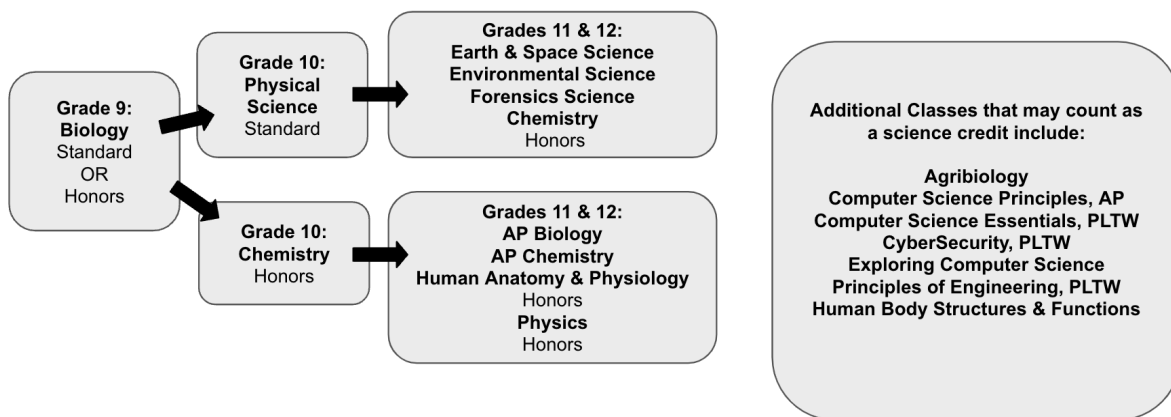 Grade 9:
Biology
Standard
OR
Honors
Grade 10:
Physical
Science
Standard
Grades 11 & 12:
Earth & Space Science
Environmental Science
Forensics Science
Chemistry
Honors
Grade 10:
Chemistry
Honors
Grades 11 & 12:
AP Biology
AP Chemistry
Human Anatomy & Physiology
Honors
Physics
Honors
Additional Classes that may count as
a science credit include:
Agribiology
Computer Science Principles, AP
Computer Science Essentials, PLTW
CyberSecurity, PLTW
Exploring Computer Science
Principles of Engineering, PLTW
Human Body Structures & Functions